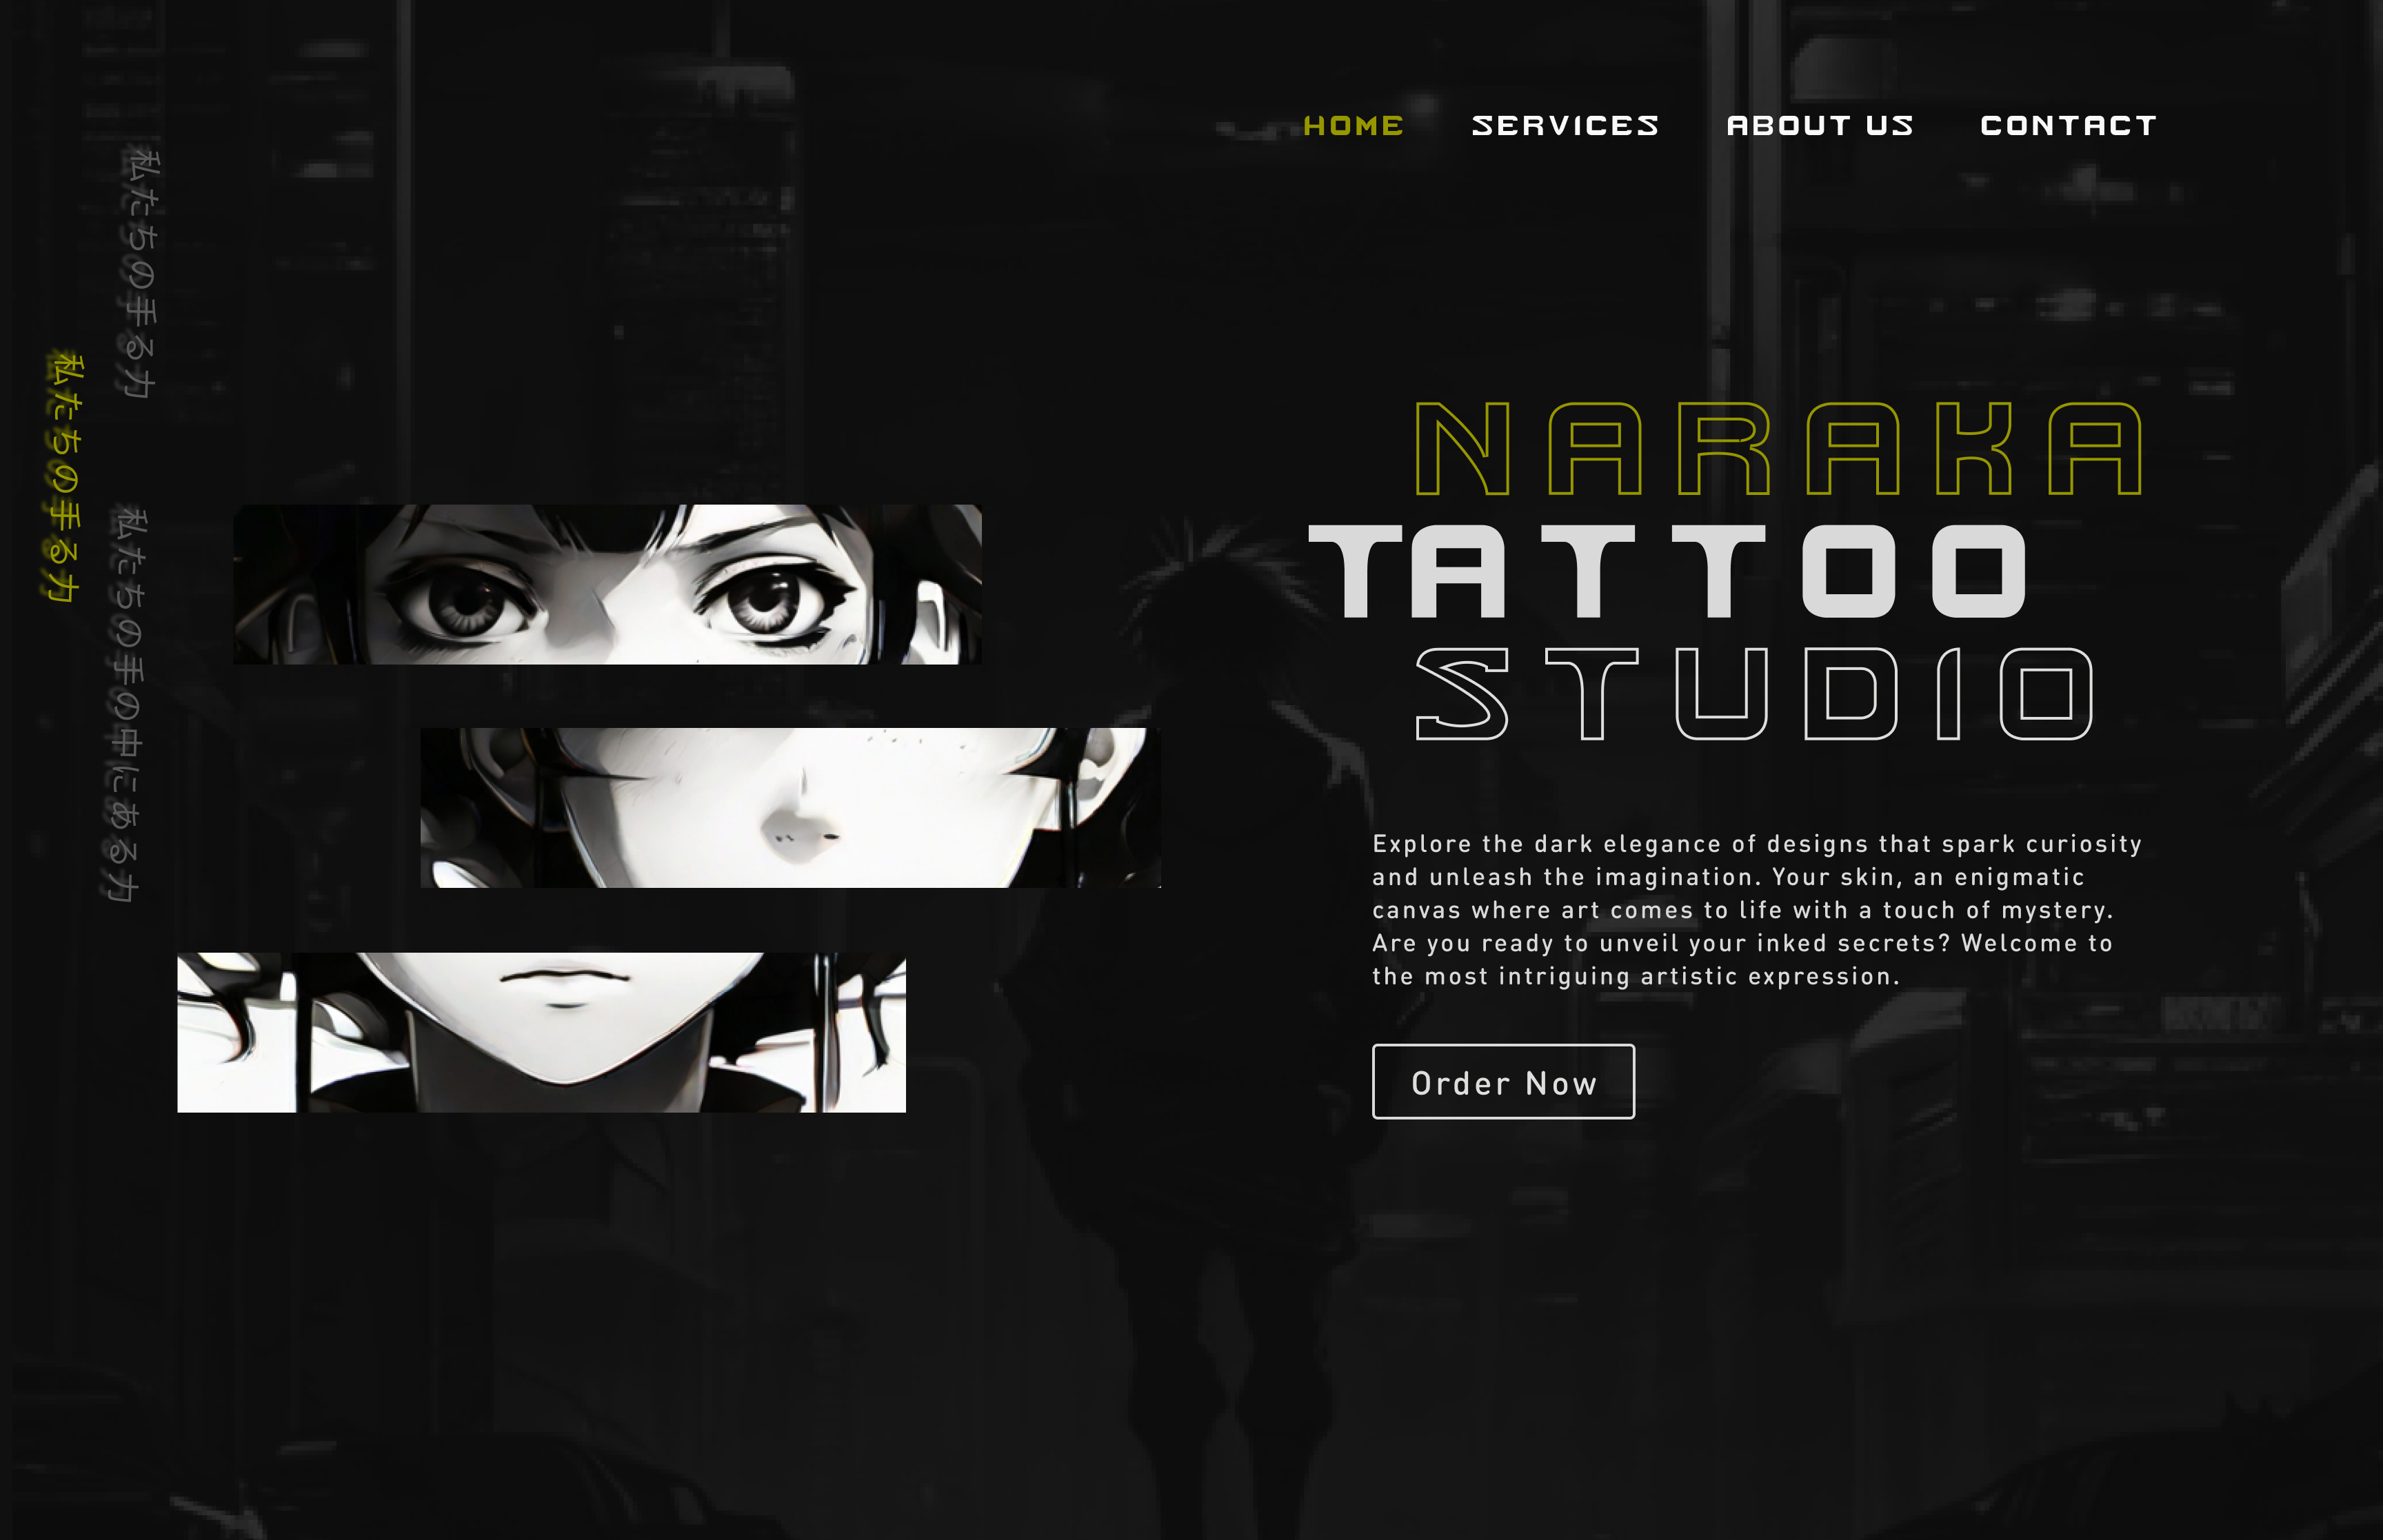 HOME SERVICES ABOUT US CONTACT
私たちの手る力
私たちの手る力
私たちの手の中にある力
NARAKA
TATTOO
STUDIO
Explore the dark elegance of designs that spark curiosity
and unleash the imagination. Your skin, an enigmatic
canvas where art comes to life with a touch of mystery.
Are you ready to unveil your inked secrets? Welcome to
the most intriguing artistic expression.
Order Now